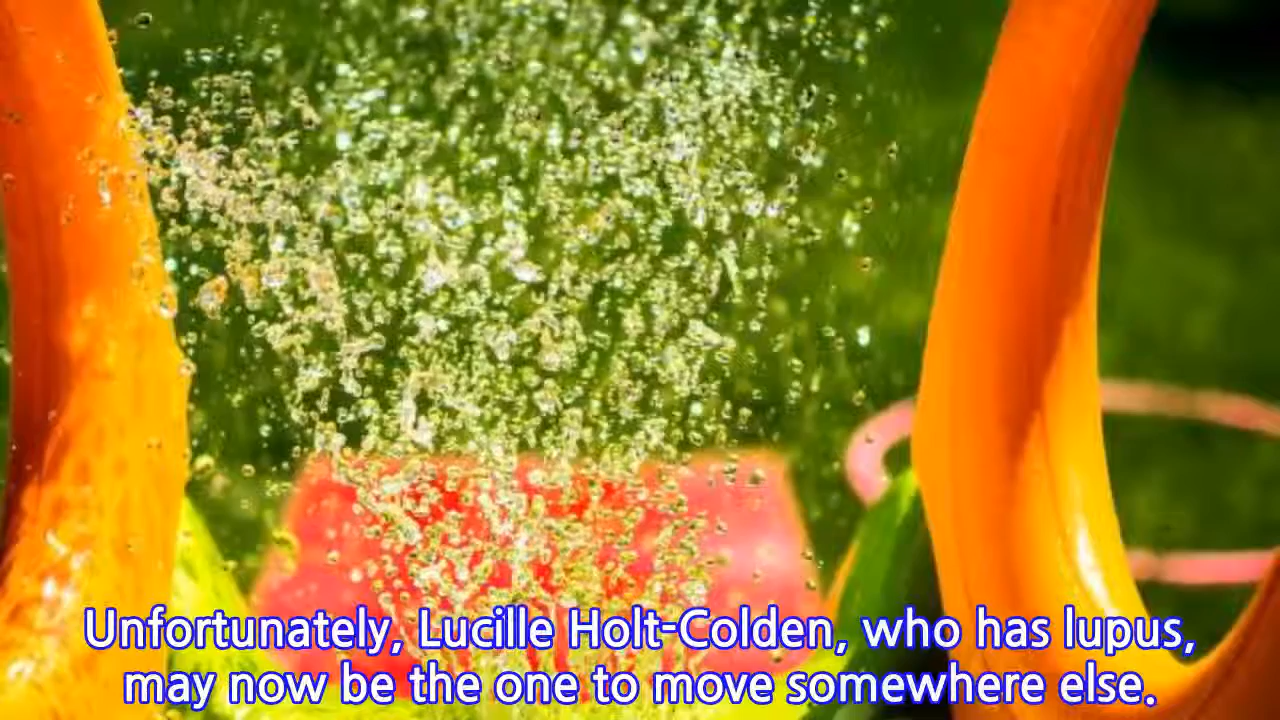 Unfortunately, Lucille Holt-Colden, who has lupus,
may now be the one to move somewhere else.